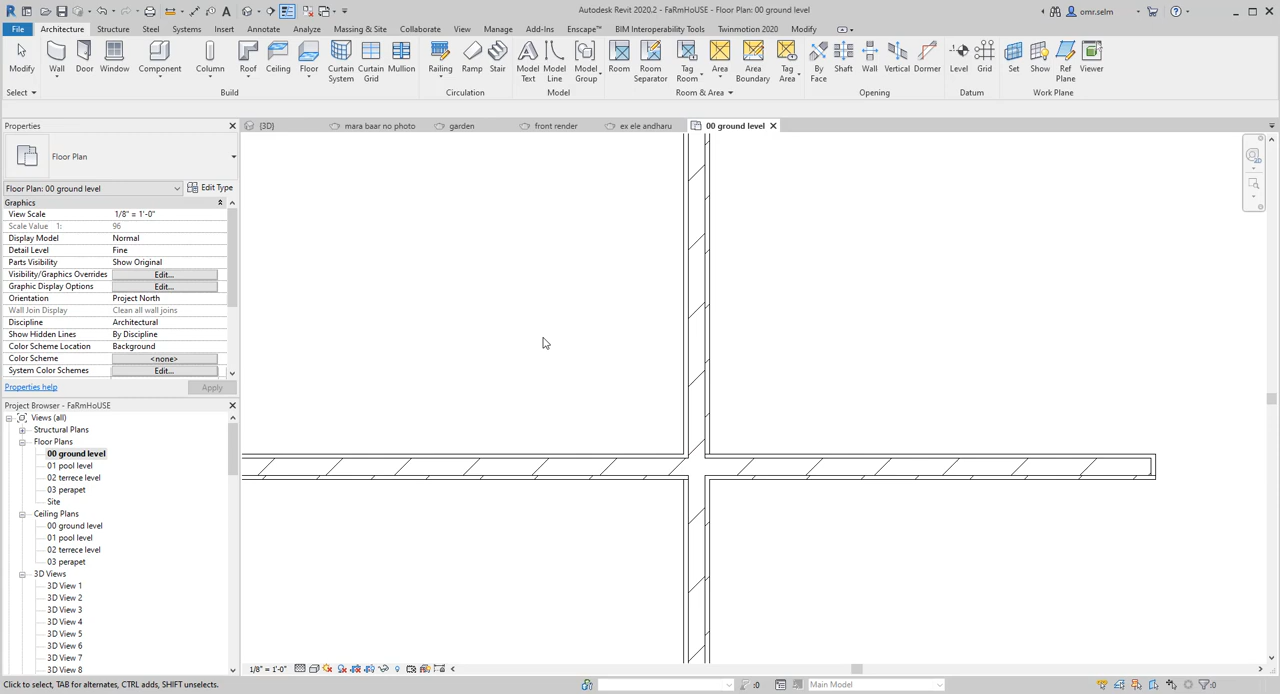 Autodesk Revit 2020.2 - FaRmHoUSE - Floor Plan: 00 ground level
omr.selm
File Architecture Structure Steel Systems Insert Annotate Analyze Massing & Site Collaborate View Manage Add-Ins Enscape™ BIM Interoperability Tools Twinmotion 2020 Modify
Modify Wall Door Window Component Column Roof Ceiling Floor Curtain System Curtain Grid Mullion Railing Ramp Stair Model Text Model Line Model Group Room Room Separator Tag Room Area Area Boundary Tag Area By Face Shaft Wall Vertical Dormer Level Grid Set Show Ref Plane Viewer
Select Build Circulation Model Room & Area Opening Datum Work Plane
Properties
{3D} mara baar no photo garden front render ex ele andharu 00 ground level
Floor Plan
Floor Plan: 00 ground level Edit Type
Graphics
View Scale 1/8" = 1'-0"
Scale Value 1: 96
Display Model Normal
Detail Level Fine
Parts Visibility Show Original
Visibility/Graphics Overrides Edit...
Graphic Display Options Edit...
Orientation Project North
Wall Join Display Clean all wall joins
Discipline Architectural
Show Hidden Lines By Discipline
Color Scheme Location Background
Color Scheme <none>
System Color Schemes Edit...
Properties help Apply
Project Browser - FaRmHoUSE
Views (all)
Structural Plans
Floor Plans
00 ground level
01 pool level
02 terrece level
03 perapet
Site
Ceiling Plans
00 ground level
01 pool level
02 terrece level
03 perapet
3D Views
3D View 1
3D View 2
3D View 3
3D View 4
3D View 5
3D View 6
3D View 7
3D View 8
1/8" = 1'-0"
Click to select, TAB for alternates, CTRL adds, SHIFT unselects.
:0
Main Model
:0